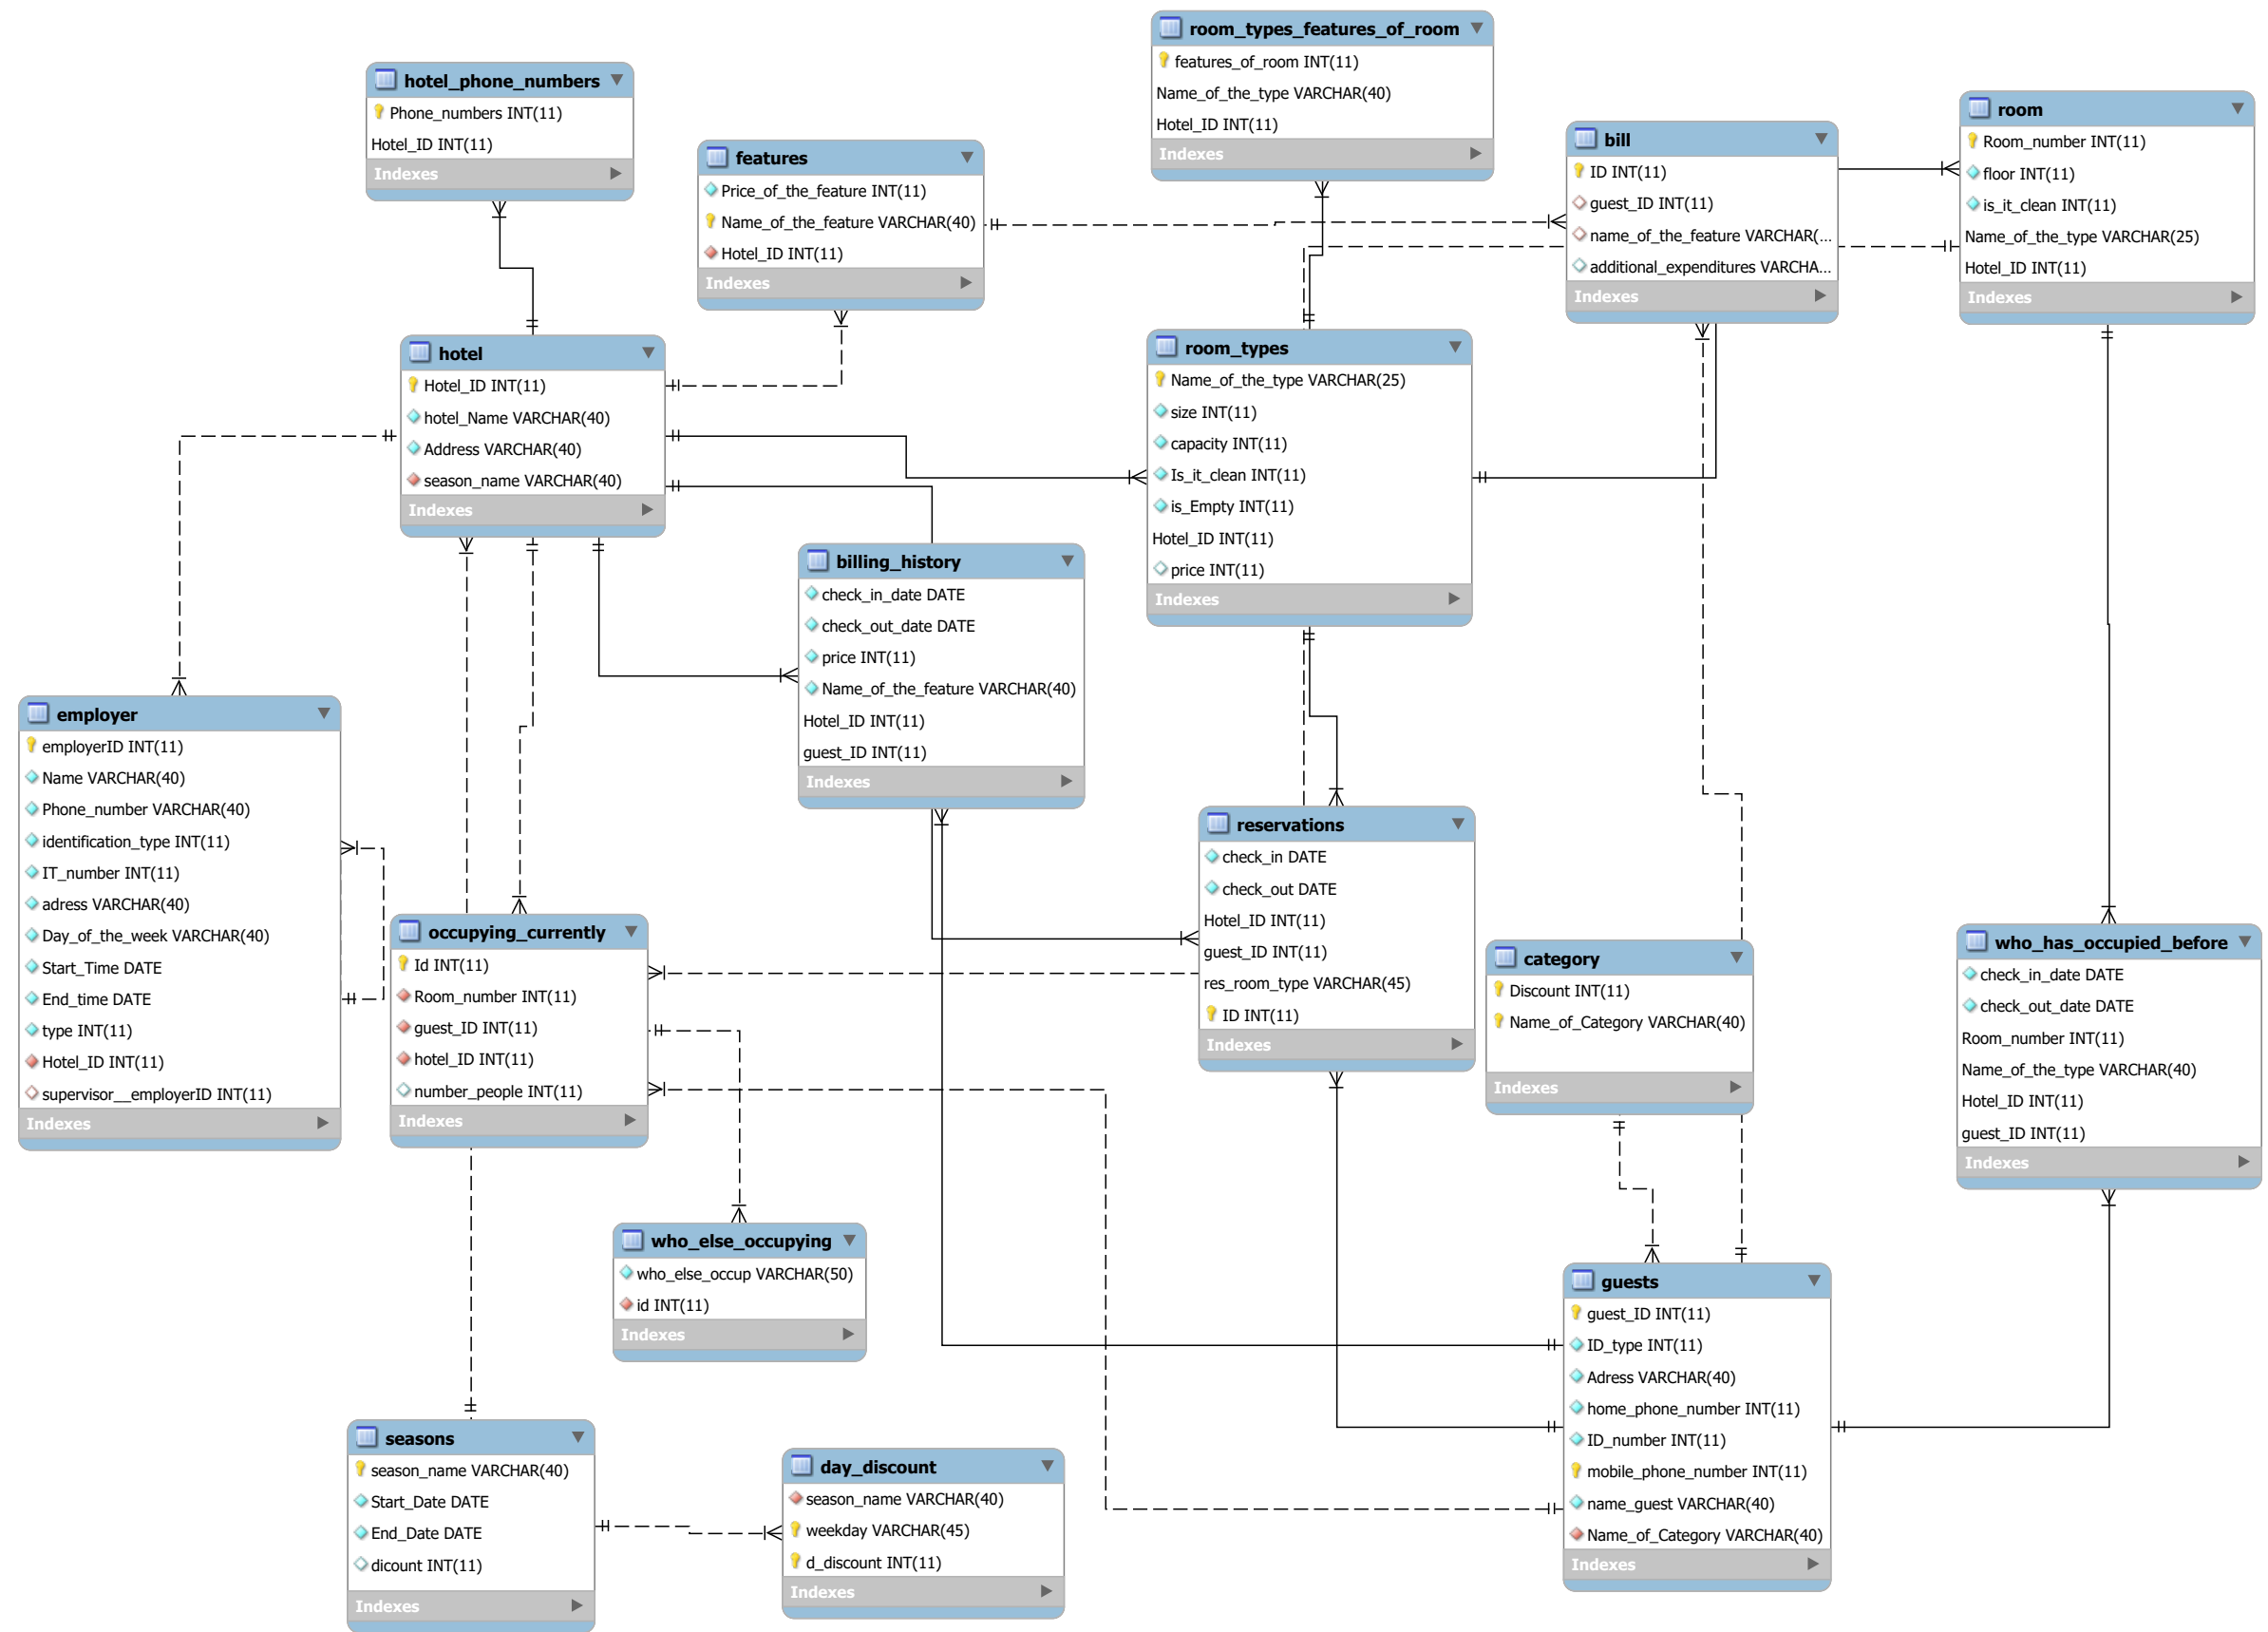 room_types_features_of_room
features_of_room INT(11)
Name_of_the_type VARCHAR(40)
Hotel_ID INT(11)
Indexes
hotel_phone_numbers
Phone_numbers INT(11)
Hotel_ID INT(11)
Indexes
room
Room_number INT(11)
floor INT(11)
is_it_clean INT(11)
Name_of_the_type VARCHAR(25)
Hotel_ID INT(11)
Indexes
bill
ID INT(11)
guest_ID INT(11)
name_of_the_feature VARCHAR(...
additional_expenditures VARCHA...
Indexes
features
Price_of_the_feature INT(11)
Name_of_the_feature VARCHAR(40)
Hotel_ID INT(11)
Indexes
hotel
Hotel_ID INT(11)
hotel_Name VARCHAR(40)
Address VARCHAR(40)
season_name VARCHAR(40)
Indexes
room_types
Name_of_the_type VARCHAR(25)
size INT(11)
capacity INT(11)
Is_it_clean INT(11)
is_Empty INT(11)
Hotel_ID INT(11)
price INT(11)
Indexes
billing_history
check_in_date DATE
check_out_date DATE
price INT(11)
Name_of_the_feature VARCHAR(40)
Hotel_ID INT(11)
guest_ID INT(11)
Indexes
employer
employerID INT(11)
Name VARCHAR(40)
Phone_number VARCHAR(40)
identification_type INT(11)
IT_number INT(11)
adress VARCHAR(40)
Day_of_the_week VARCHAR(40)
Start_Time DATE
End_time DATE
type INT(11)
Hotel_ID INT(11)
supervisor__employerID INT(11)
Indexes
reservations
check_in DATE
check_out DATE
Hotel_ID INT(11)
guest_ID INT(11)
res_room_type VARCHAR(45)
ID INT(11)
Indexes
occupying_currently
Id INT(11)
Room_number INT(11)
guest_ID INT(11)
hotel_ID INT(11)
number_people INT(11)
Indexes
category
Discount INT(11)
Name_of_Category VARCHAR(40)
Indexes
who_has_occupied_before
check_in_date DATE
check_out_date DATE
Room_number INT(11)
Name_of_the_type VARCHAR(40)
Hotel_ID INT(11)
guest_ID INT(11)
Indexes
who_else_occupying
who_else_occup VARCHAR(50)
id INT(11)
Indexes
guests
guest_ID INT(11)
ID_type INT(11)
Adress VARCHAR(40)
home_phone_number INT(11)
ID_number INT(11)
mobile_phone_number INT(11)
name_guest VARCHAR(40)
Name_of_Category VARCHAR(40)
Indexes
seasons
season_name VARCHAR(40)
Start_Date DATE
End_Date DATE
dicount INT(11)
Indexes
day_discount
season_name VARCHAR(40)
weekday VARCHAR(45)
d_discount INT(11)
Indexes